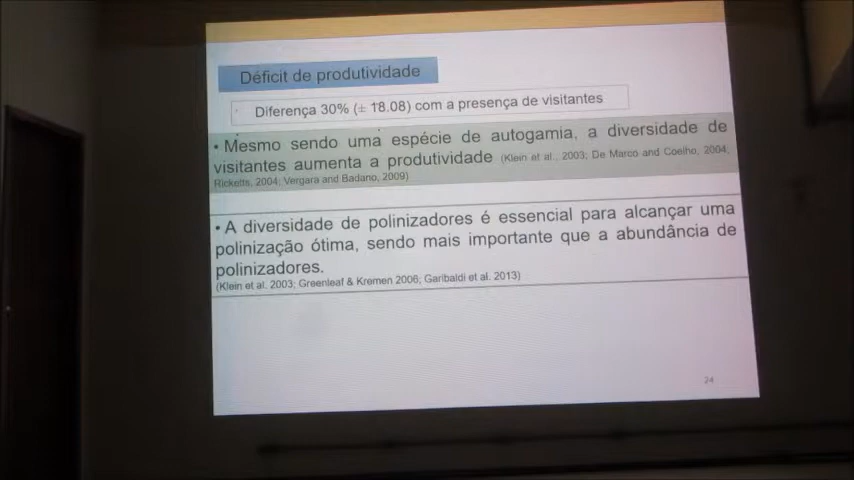 Déficit de produtividade
Diferença 30% (± 18.08) com a presença de visitantes
• Mesmo sendo uma espécie de autogamia, a diversidade de
visitantes aumenta a produtividade (Klein et al., 2003; De Marco and Coelho, 2004,
Ricketts, 2004; Vergara and Badano, 2009)
• A diversidade de polinizadores é essencial para alcançar uma
polinização ótima, sendo mais importante que a abundância de
polinizadores.
(Klein et al. 2003; Greenleaf & Kremen 2006; Garibaldi et al. 2013)
24